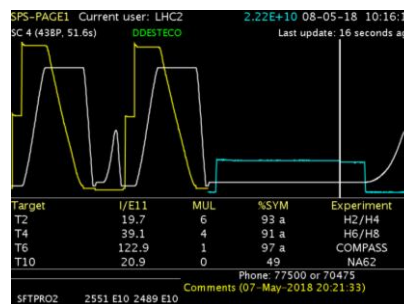 SPS-PAGE1 Current user: LHC2 2.22E+10 08-05-18 10:16:1
SC 4 (43BP, 51.6s) DDESTECO Last update: 16 seconds ag
Target I/E11 MUL %SYM Experiment
T2 19.7 6 93 a H2/H4
T4 39.1 4 91 a H6/H8
T6 122.9 1 97 a COMPASS
T10 20.9 0 49 NA62
Phone: 77500 or 70475
Comments (07-May-2018 20:21:33)
SFTPRO2 2551 E10 2489 E10